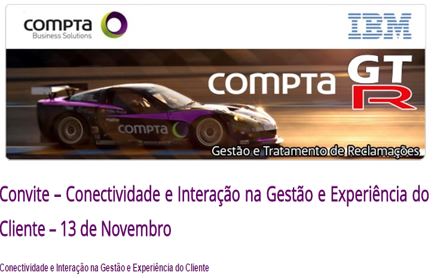 COMPTA
Business Solutions
IBM
COMPTA GT
R
COMPTA
Gestão e Tratamento de Reclamações
Convite – Conectividade e Interação na Gestão e Experiência do
Cliente – 13 de Novembro
Conectividade e Interação na Gestão e Experiência do Cliente